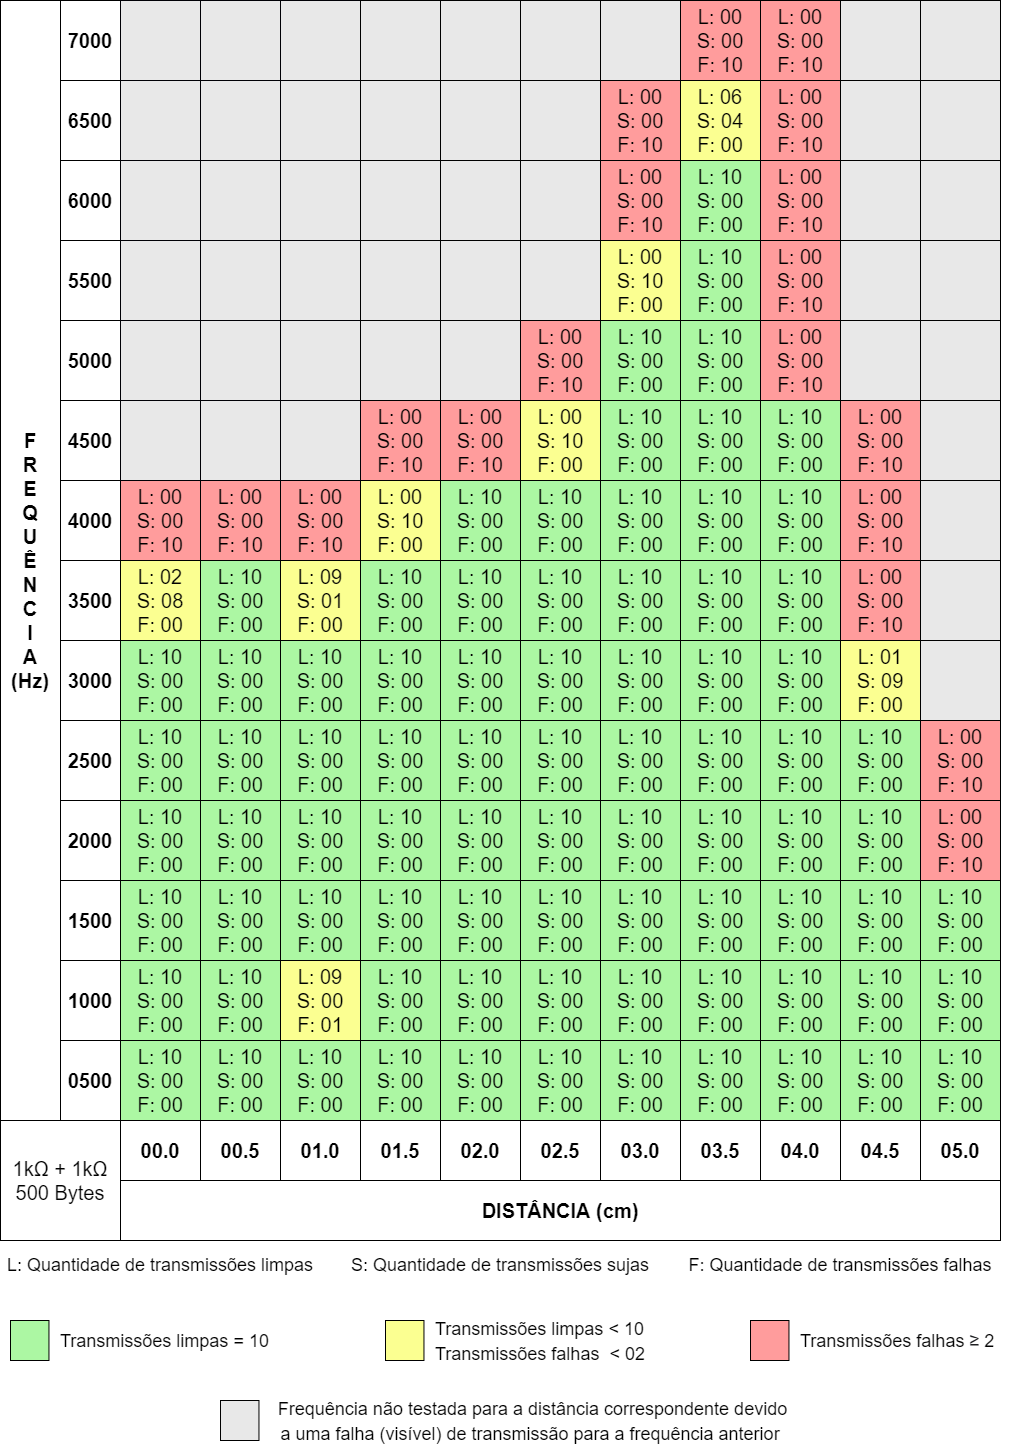 7000
L: 00 L: 00
S: 00 S: 00
F: 10 F: 10
6500
L: 00 L: 06 L: 00
S: 00 S: 04 S: 00
F: 10 F: 00 F: 10
6000
L: 00 L: 10 L: 00
S: 00 S: 00 S: 00
F: 10 F: 00 F: 10
5500
L: 00 L: 10 L: 00
S: 10 S: 00 S: 00
F: 00 F: 00 F: 10
5000
L: 00 L: 10 L: 10 L: 00
S: 00 S: 00 S: 00 S: 00
F: 10 F: 00 F: 00 F: 10
FREQUÊNCIA
(Hz)
4500
L: 00 L: 00 L: 00 L: 10 L: 10 L: 10 L: 00
S: 00 S: 00 S: 10 S: 00 S: 00 S: 00 S: 00
F: 10 F: 10 F: 00 F: 00 F: 00 F: 00 F: 10
4000
L: 00 L: 00 L: 00 L: 00 L: 10 L: 10 L: 10 L: 10 L: 10 L: 00
S: 00 S: 00 S: 00 S: 10 S: 00 S: 00 S: 00 S: 00 S: 00 S: 00
F: 10 F: 10 F: 10 F: 00 F: 00 F: 00 F: 00 F: 00 F: 00 F: 10
3500
L: 02 L: 10 L: 09 L: 10 L: 10 L: 10 L: 10 L: 10 L: 10 L: 00
S: 08 S: 00 S: 01 S: 00 S: 00 S: 00 S: 00 S: 00 S: 00 S: 00
F: 00 F: 00 F: 00 F: 00 F: 00 F: 00 F: 00 F: 00 F: 00 F: 10
3000
L: 10 L: 10 L: 10 L: 10 L: 10 L: 10 L: 10 L: 10 L: 10 L: 01
S: 00 S: 00 S: 00 S: 00 S: 00 S: 00 S: 00 S: 00 S: 00 S: 09
F: 00 F: 00 F: 00 F: 00 F: 00 F: 00 F: 00 F: 00 F: 00 F: 00
2500
L: 10 L: 10 L: 10 L: 10 L: 10 L: 10 L: 10 L: 10 L: 10 L: 10 L: 00
S: 00 S: 00 S: 00 S: 00 S: 00 S: 00 S: 00 S: 00 S: 00 S: 00 S: 00
F: 00 F: 00 F: 00 F: 00 F: 00 F: 00 F: 00 F: 00 F: 00 F: 00 F: 10
2000
L: 10 L: 10 L: 10 L: 10 L: 10 L: 10 L: 10 L: 10 L: 10 L: 10 L: 00
S: 00 S: 00 S: 00 S: 00 S: 00 S: 00 S: 00 S: 00 S: 00 S: 00 S: 00
F: 00 F: 00 F: 00 F: 00 F: 00 F: 00 F: 00 F: 00 F: 00 F: 00 F: 10
1500
L: 10 L: 10 L: 10 L: 10 L: 10 L: 10 L: 10 L: 10 L: 10 L: 10 L: 10
S: 00 S: 00 S: 00 S: 00 S: 00 S: 00 S: 00 S: 00 S: 00 S: 00 S: 00
F: 00 F: 00 F: 00 F: 00 F: 00 F: 00 F: 00 F: 00 F: 00 F: 00 F: 00
1000
L: 10 L: 10 L: 09 L: 10 L: 10 L: 10 L: 10 L: 10 L: 10 L: 10 L: 10
S: 00 S: 00 S: 00 S: 00 S: 00 S: 00 S: 00 S: 00 S: 00 S: 00 S: 00
F: 00 F: 00 F: 01 F: 00 F: 00 F: 00 F: 00 F: 00 F: 00 F: 00 F: 00
0500
L: 10 L: 10 L: 10 L: 10 L: 10 L: 10 L: 10 L: 10 L: 10 L: 10 L: 10
S: 00 S: 00 S: 00 S: 00 S: 00 S: 00 S: 00 S: 00 S: 00 S: 00 S: 00
F: 00 F: 00 F: 00 F: 00 F: 00 F: 00 F: 00 F: 00 F: 00 F: 00 F: 00
1kΩ + 1kΩ
500 Bytes
00.0 00.5 01.0 01.5 02.0 02.5 03.0 03.5 04.0 04.5 05.0
DISTÂNCIA (cm)
L: Quantidade de transmissões limpas S: Quantidade de transmissões sujas F: Quantidade de transmissões falhas
Transmissões limpas = 10
Transmissões limpas < 10
Transmissões falhas < 02
Transmissões falhas ≥ 2
Frequência não testada para a distância correspondente devido
a uma falha (visível) de transmissão para a frequência anterior